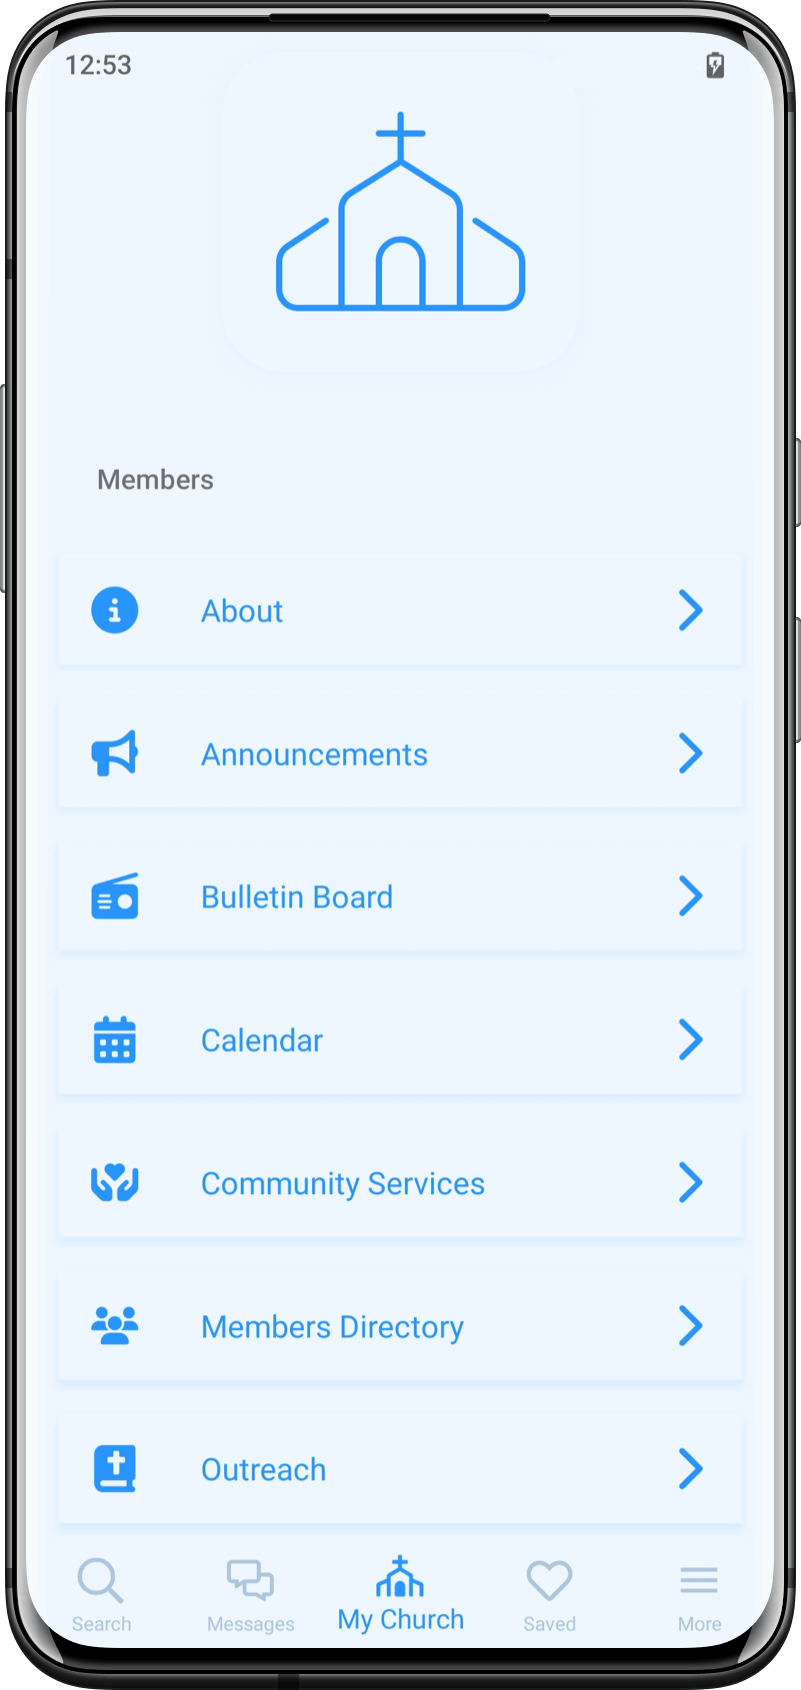 12:53
Members
About
Announcements
Bulletin Board
Calendar
Community Services
Members Directory
Outreach
Search
Messages
My Church
Saved
More